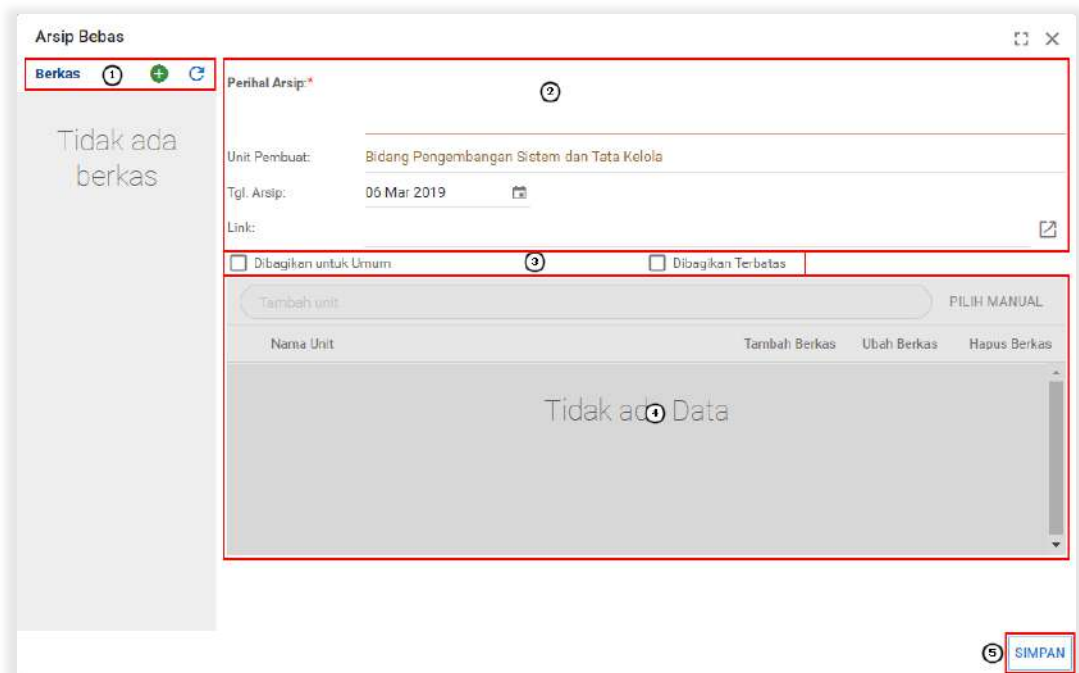 Arsip Bebas
Berkas ①
Tidak ada
berkas
Perihal Arsip:*
②
Unit Pembuat: Bidang Pengembangan Sistem dan Tata Kelola
Tgl. Arsip: 06 Mar 2019
Link:
Dibagikan untuk Umum ③ Dibagikan Terbatas
Tambah unit PILIH MANUAL
Nama Unit Tambah Berkas Ubah Berkas Hapus Berkas
Tidak ada Data
④
⑤ SIMPAN